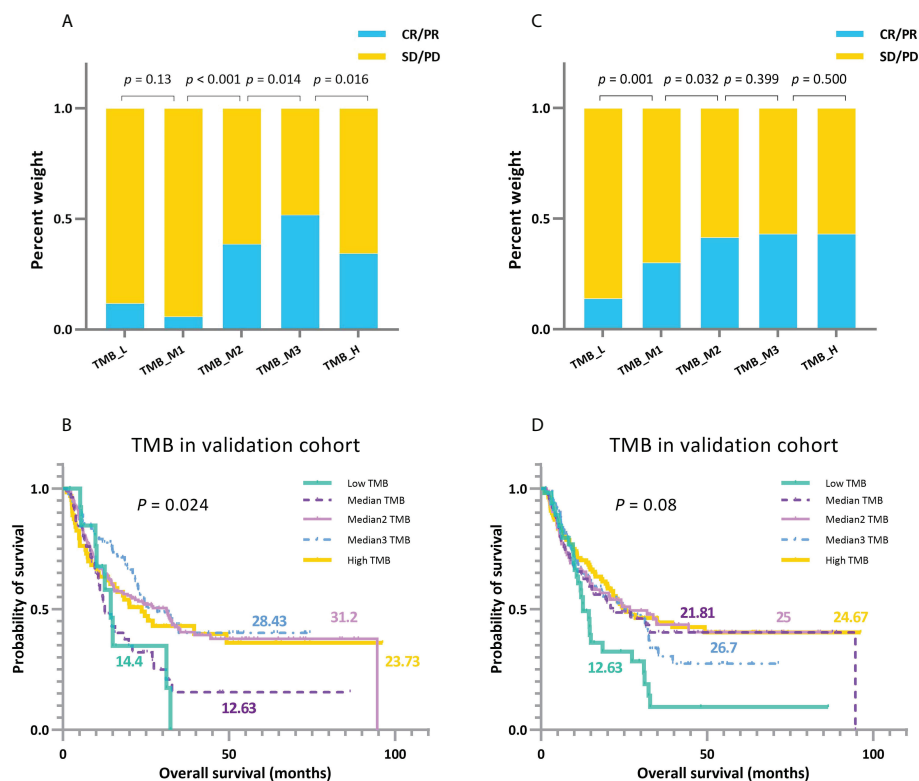 A
CR/PR
SD/PD
p = 0.13
p < 0.001
p = 0.014
p = 0.016
Percent weight
1.0
0.5
0.0
TMB_L
TMB_M1
TMB_M2
TMB_M3
TMB_H
C
CR/PR
SD/PD
p = 0.001
p = 0.032
p = 0.399
p = 0.500
Percent weight
1.0
0.5
0.0
TMB_L
TMB_M1
TMB_M2
TMB_M3
TMB_H
B
TMB in validation cohort
P = 0.024
Low TMB
Median TMB
Median2 TMB
Median3 TMB
High TMB
Probability of survival
1.0
0.5
0.0
28.43
31.2
14.4
23.73
12.63
0
50
100
Overall survival (months)
D
TMB in validation cohort
P = 0.08
Low TMB
Median TMB
Median2 TMB
Median3 TMB
High TMB
Probability of survival
1.0
0.5
0.0
21.81
25
24.67
26.7
12.63
0
50
100
Overall survival (months)